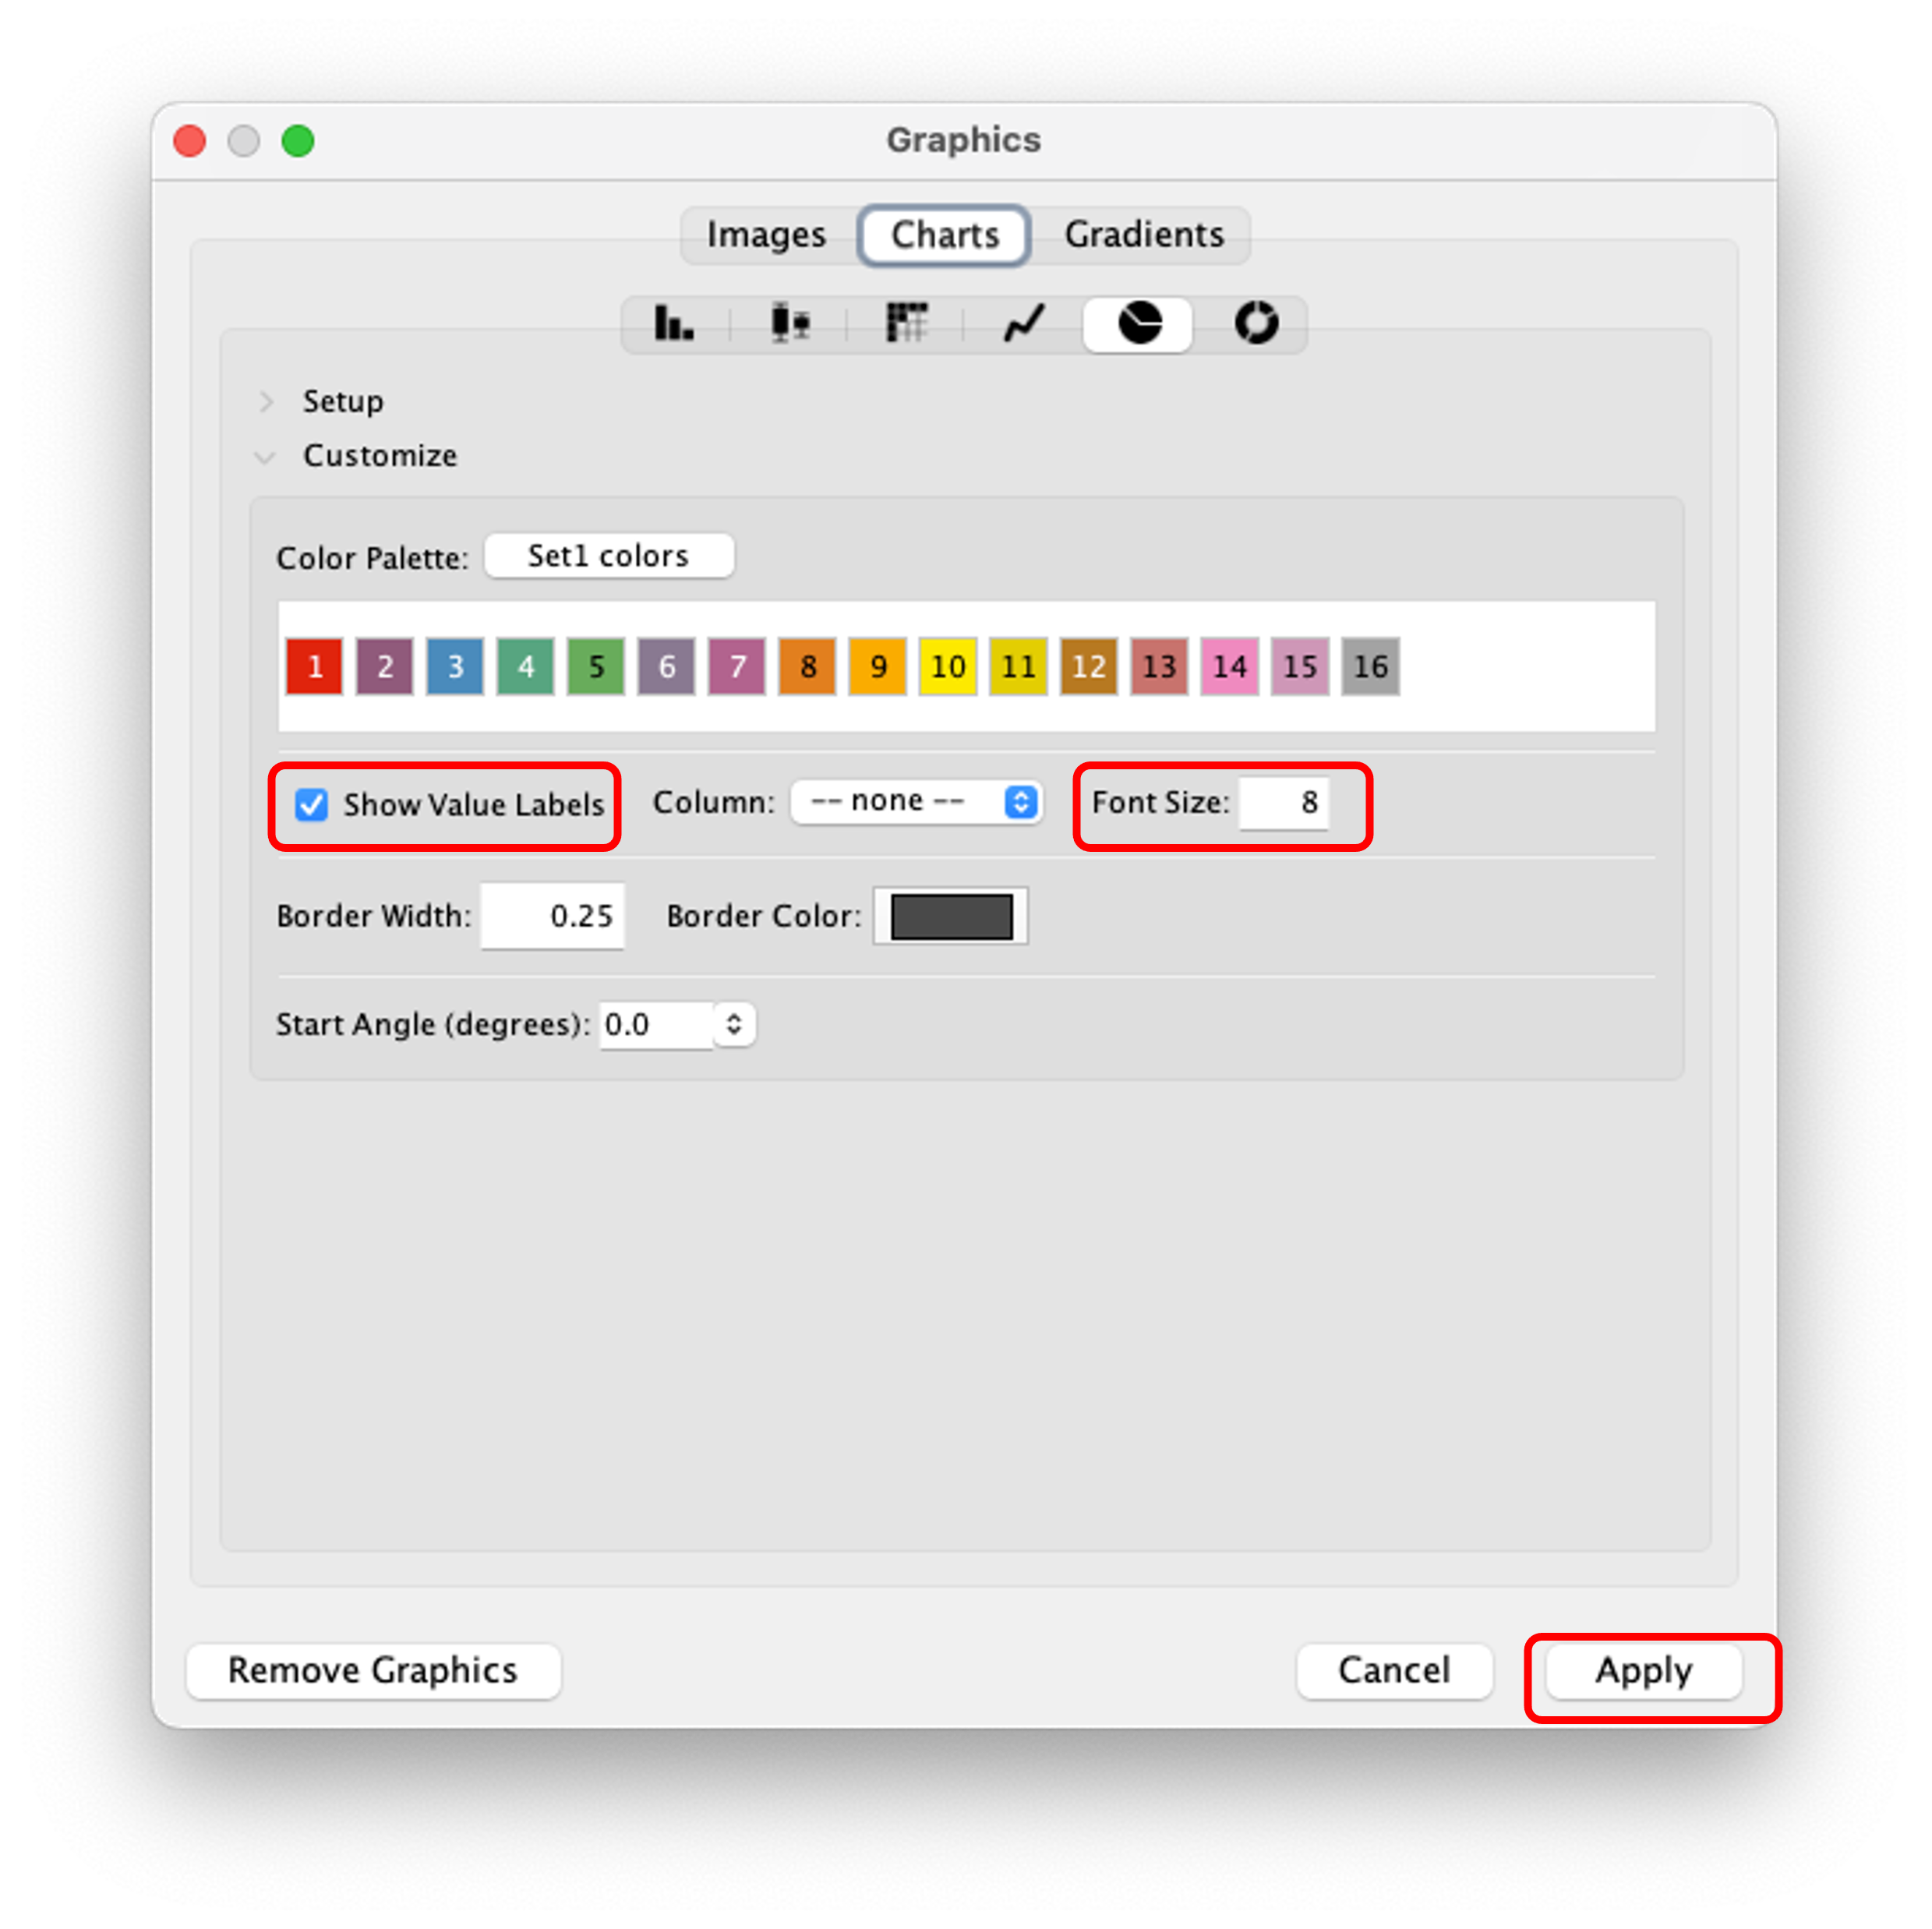 Graphics
Images Charts Gradients
Setup
Customize
Color Palette: Set1 colors
1 2 3 4 5 6 7 8 9 10 11 12 13 14 15 16
Show Value Labels Column: -- none -- Font Size: 8
Border Width: 0.25 Border Color:
Start Angle (degrees): 0.0
Remove Graphics Cancel Apply